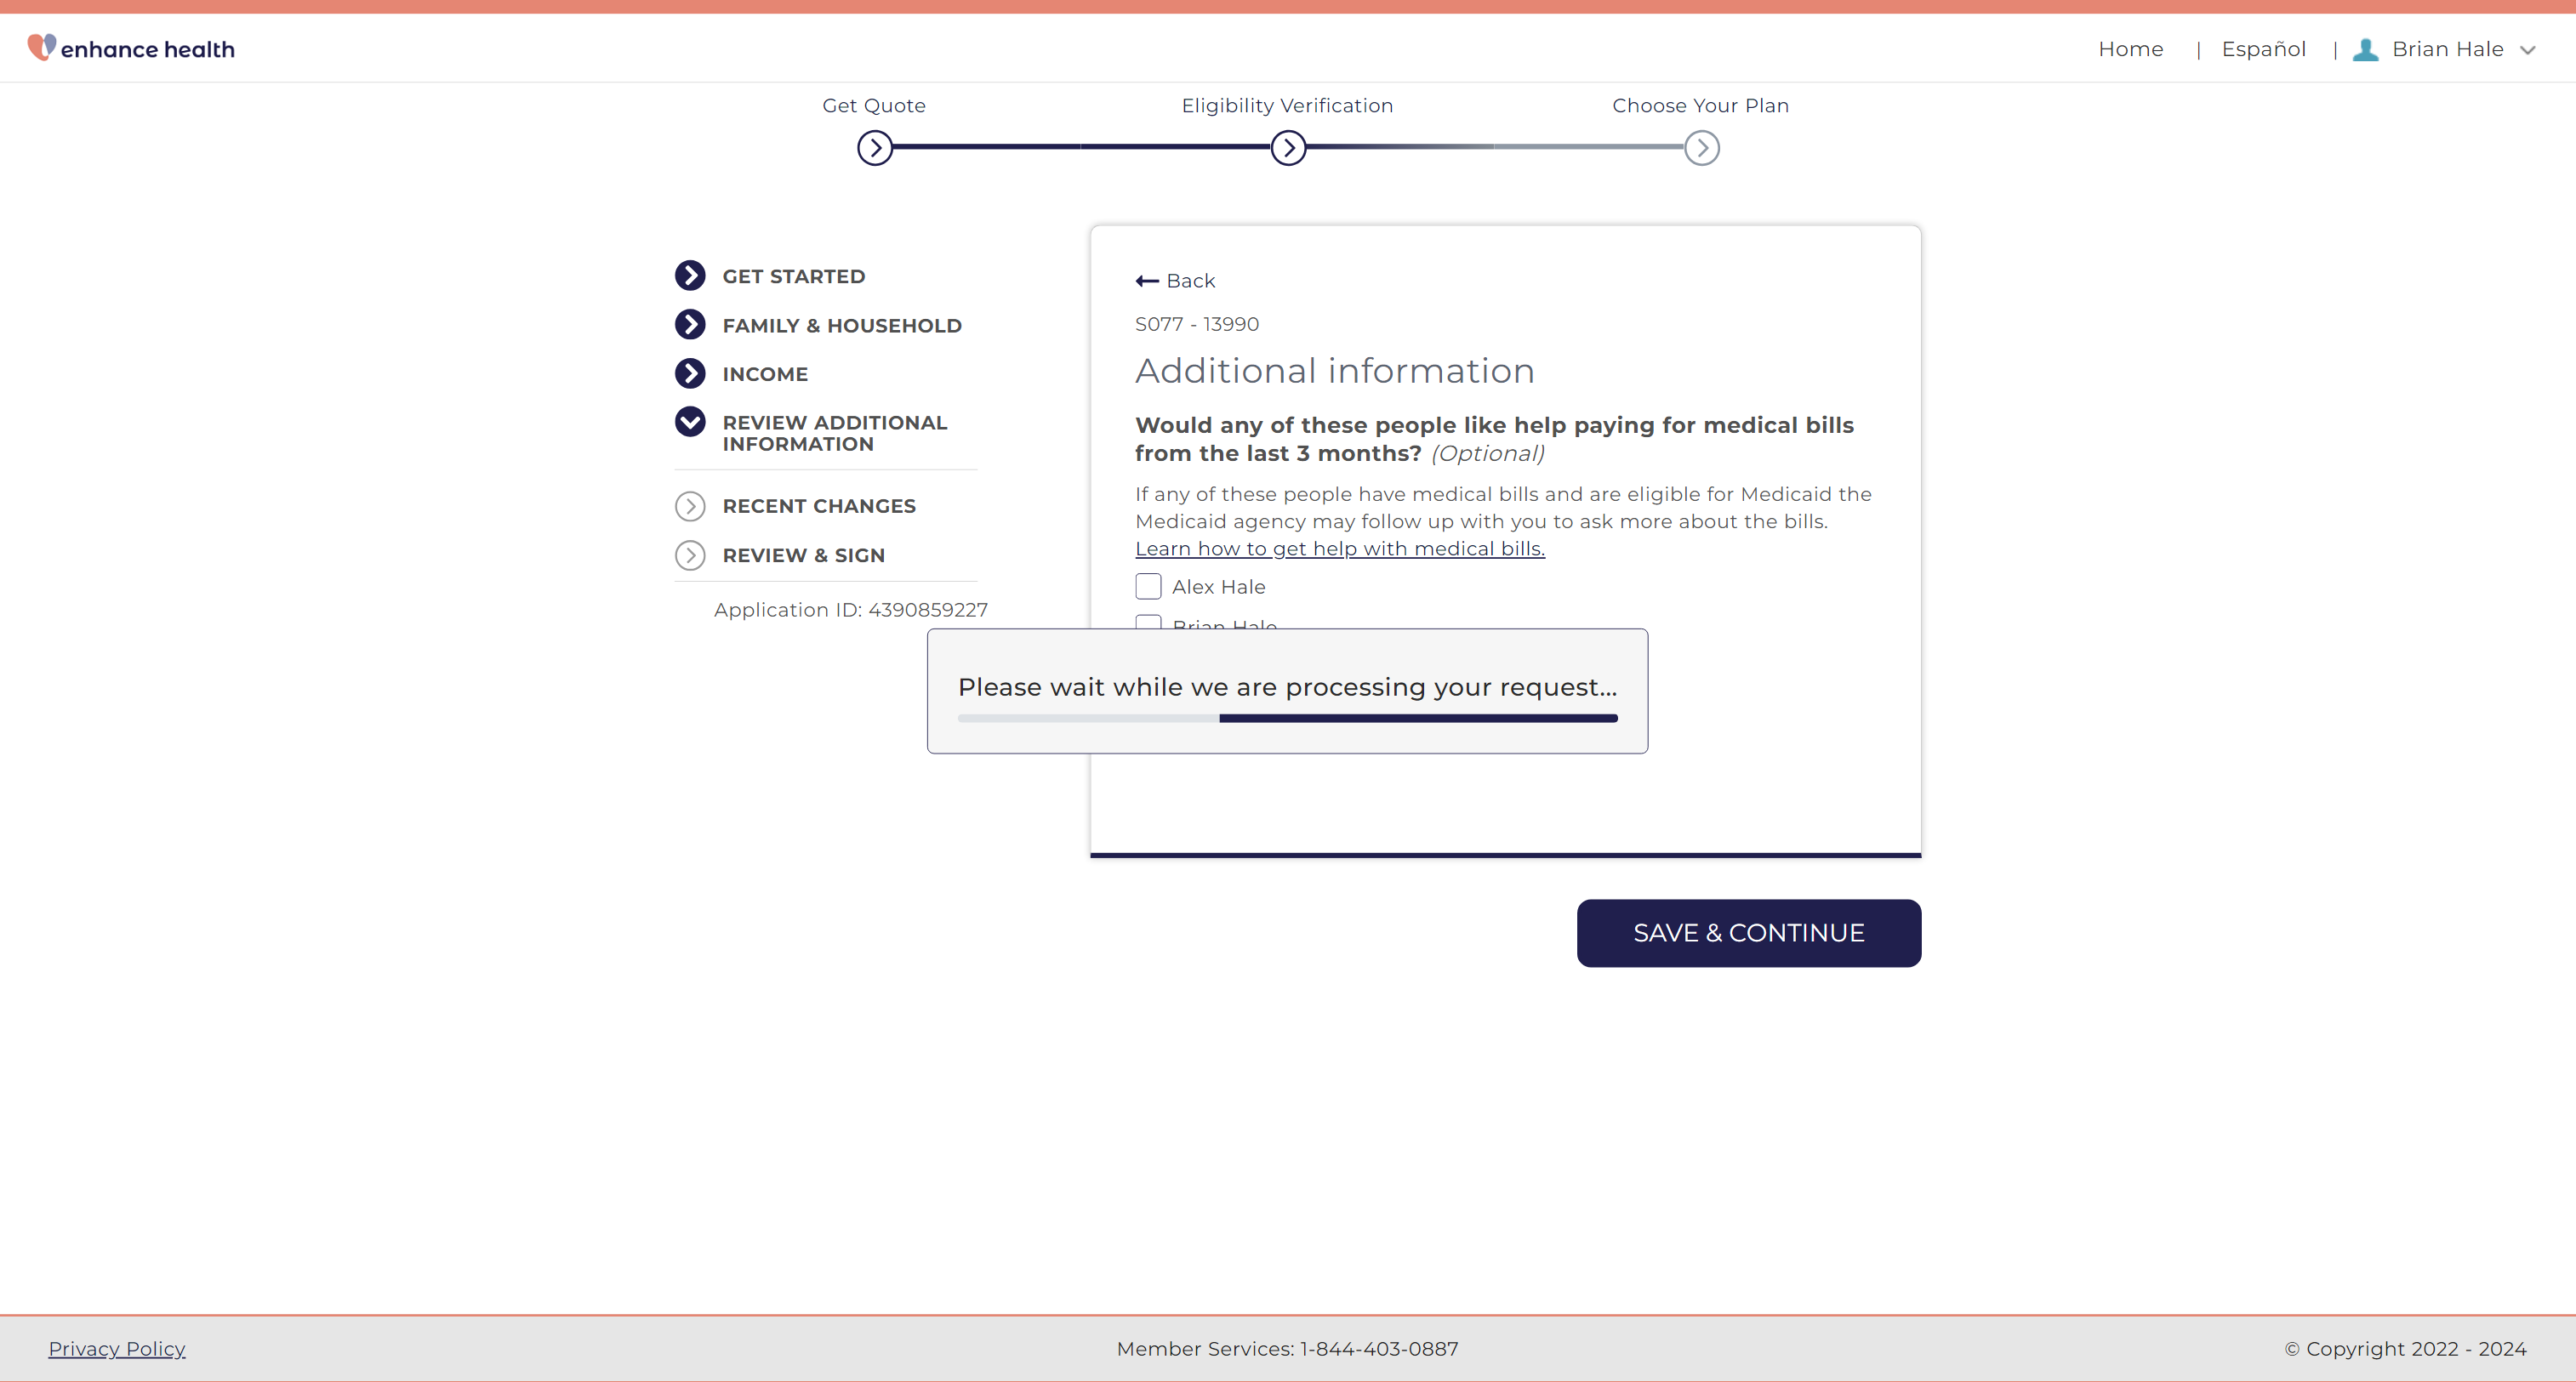 enhance health
Home | Español | Brian Hale
Get Quote
Eligibility Verification
Choose Your Plan
GET STARTED
FAMILY & HOUSEHOLD
INCOME
REVIEW ADDITIONAL
INFORMATION
RECENT CHANGES
REVIEW & SIGN
Application ID: 4390859227
Back
S077 - 13990
Additional information
Would any of these people like help paying for medical bills
from the last 3 months? (Optional)
If any of these people have medical bills and are eligible for Medicaid the
Medicaid agency may follow up with you to ask more about the bills.
Learn how to get help with medical bills.
Alex Hale
Brian Hale
Please wait while we are processing your request...
SAVE & CONTINUE
Privacy Policy
Member Services: 1-844-403-0887
© Copyright 2022 - 2024